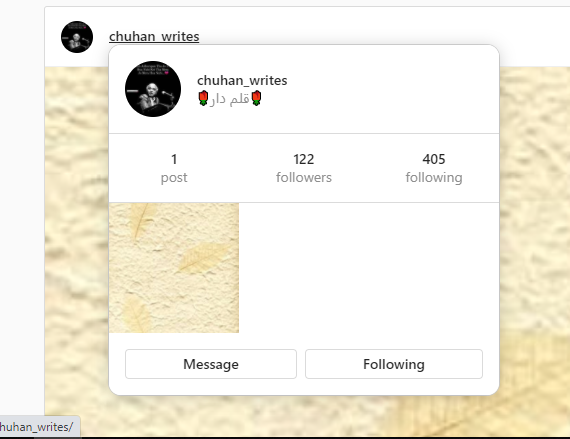 chuhan_writes
chuhan_writes
🌹قلم دار🌹
1 122 405
post followers following
Message Following
huhan_writes/